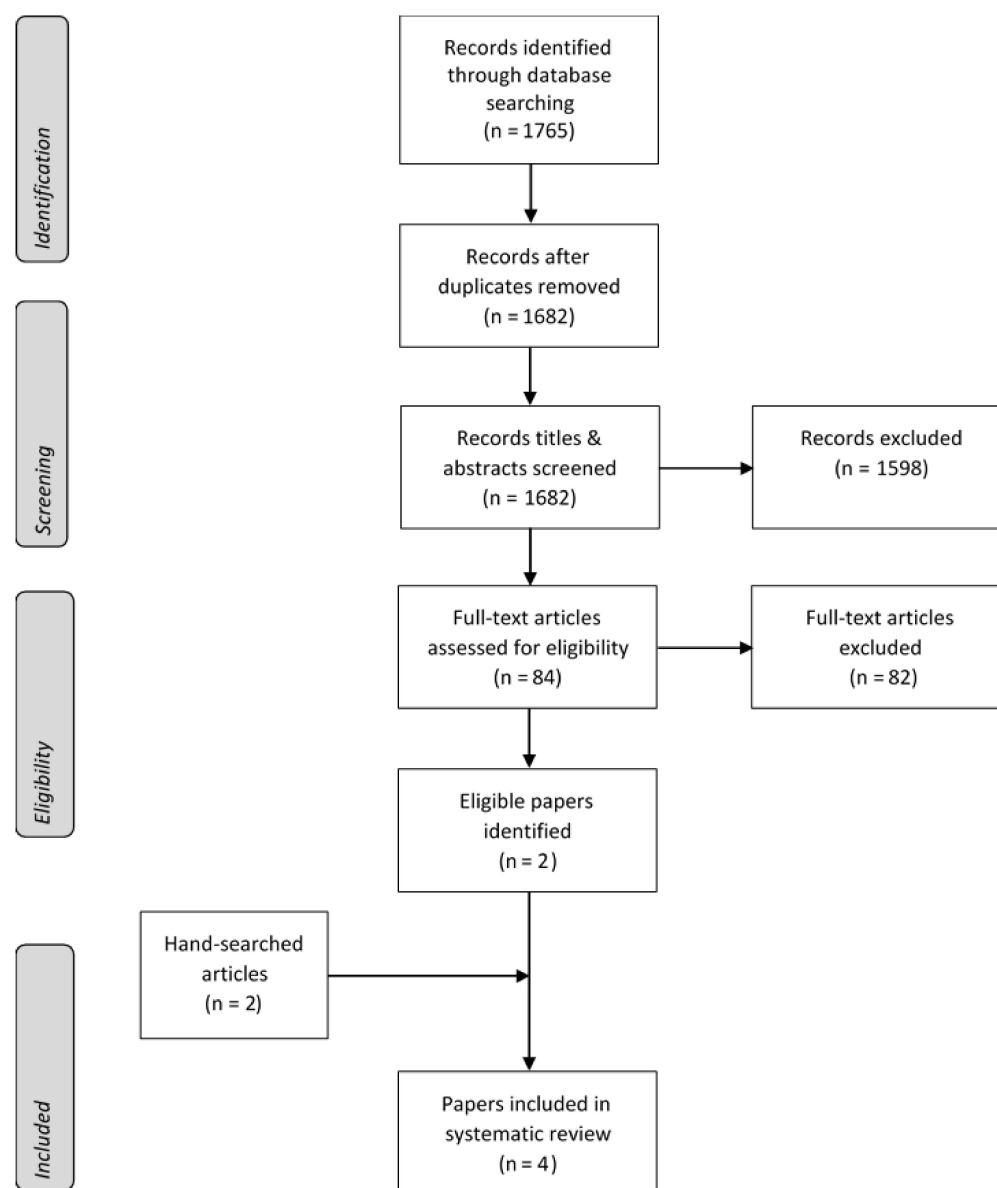 Identification
Records identified
through database
searching
(n = 1765)
Records after
duplicates removed
(n = 1682)
Screening
Records titles &
abstracts screened
(n = 1682)
Records excluded
(n = 1598)
Eligibility
Full-text articles
assessed for eligibility
(n = 84)
Full-text articles
excluded
(n = 82)
Eligible papers
identified
(n = 2)
Included
Hand-searched
articles
(n = 2)
Papers included in
systematic review
(n = 4)